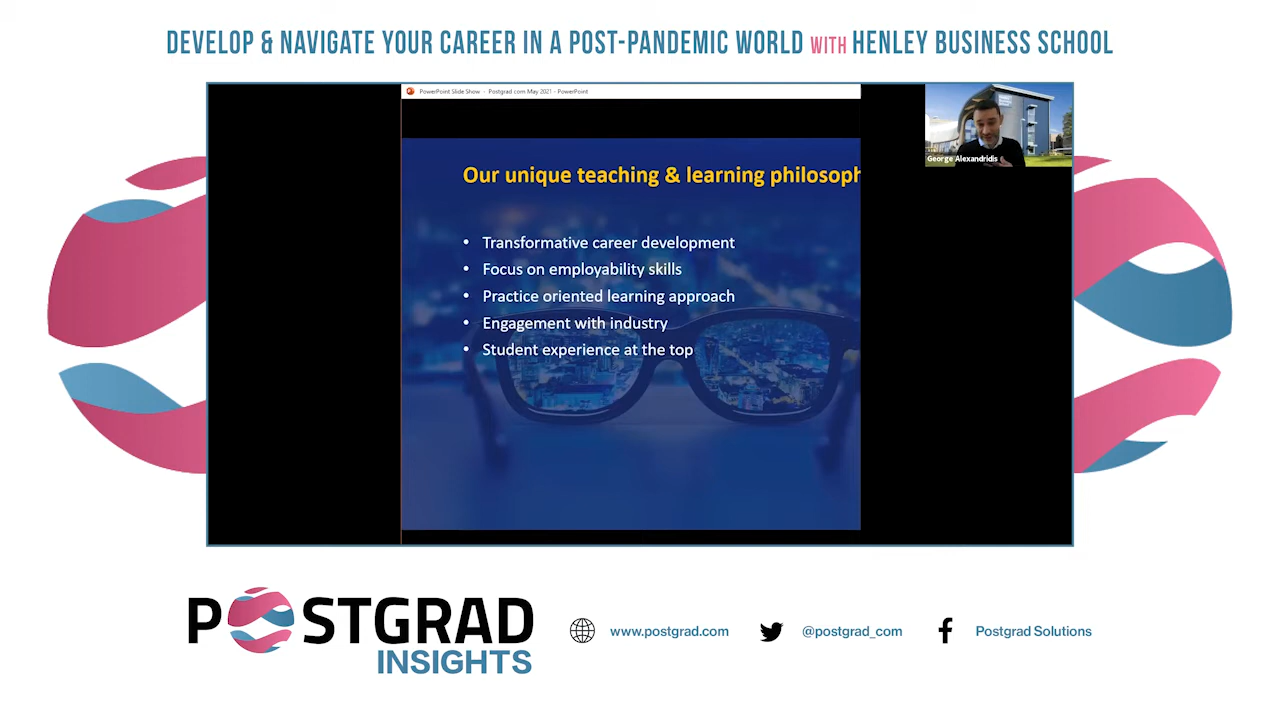 DEVELOP & NAVIGATE YOUR CAREER IN A POST-PANDEMIC WORLD WITH HENLEY BUSINESS SCHOOL
PowerPoint Slide Show - Postgrad com May 2021 - PowerPoint
George Alexandridis
Our unique teaching & learning philosoph
• Transformative career development
• Focus on employability skills
• Practice oriented learning approach
• Engagement with industry
• Student experience at the top
POSTGRAD
INSIGHTS
www.postgrad.com
@postgrad_com
Postgrad Solutions